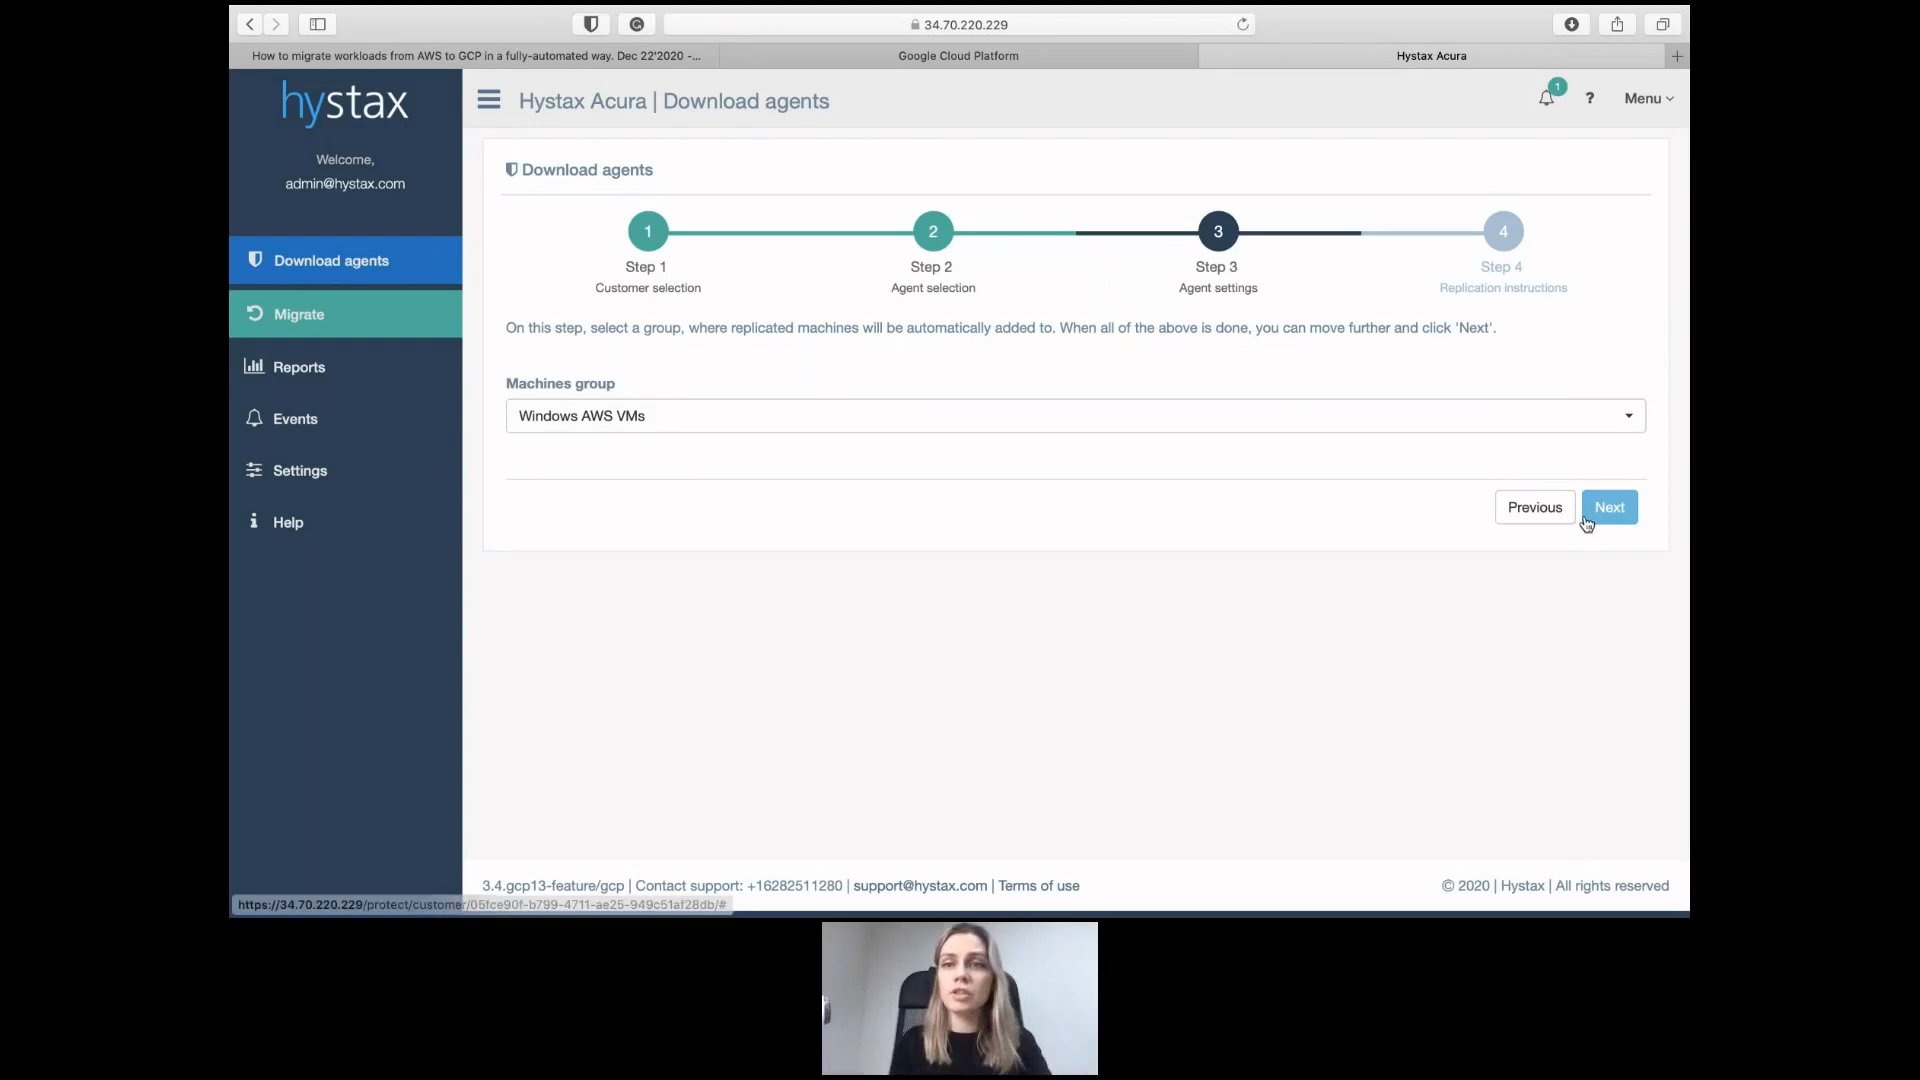 34.70.220.229
How to migrate workloads from AWS to GCP in a fully-automated way. Dec 22'2020 -...
Google Cloud Platform
Hystax Acura
hystax
Welcome,
admin@hystax.com
Download agents
Migrate
Reports
Events
Settings
Help
Hystax Acura | Download agents
1
?
Menu
Download agents
1
2
3
4
Step 1
Step 2
Step 3
Step 4
Customer selection
Agent selection
Agent settings
Replication instructions
On this step, select a group, where replicated machines will be automatically added to. When all of the above is done, you can move further and click 'Next'.
Machines group
Windows AWS VMs
Previous
Next
3.4.gcp13-feature/gcp | Contact support: +16282511280 | support@hystax.com | Terms of use
© 2020 | Hystax | All rights reserved
https://34.70.220.229/protect/customer/05fce90f-b799-4711-ae25-949c51af28db/#